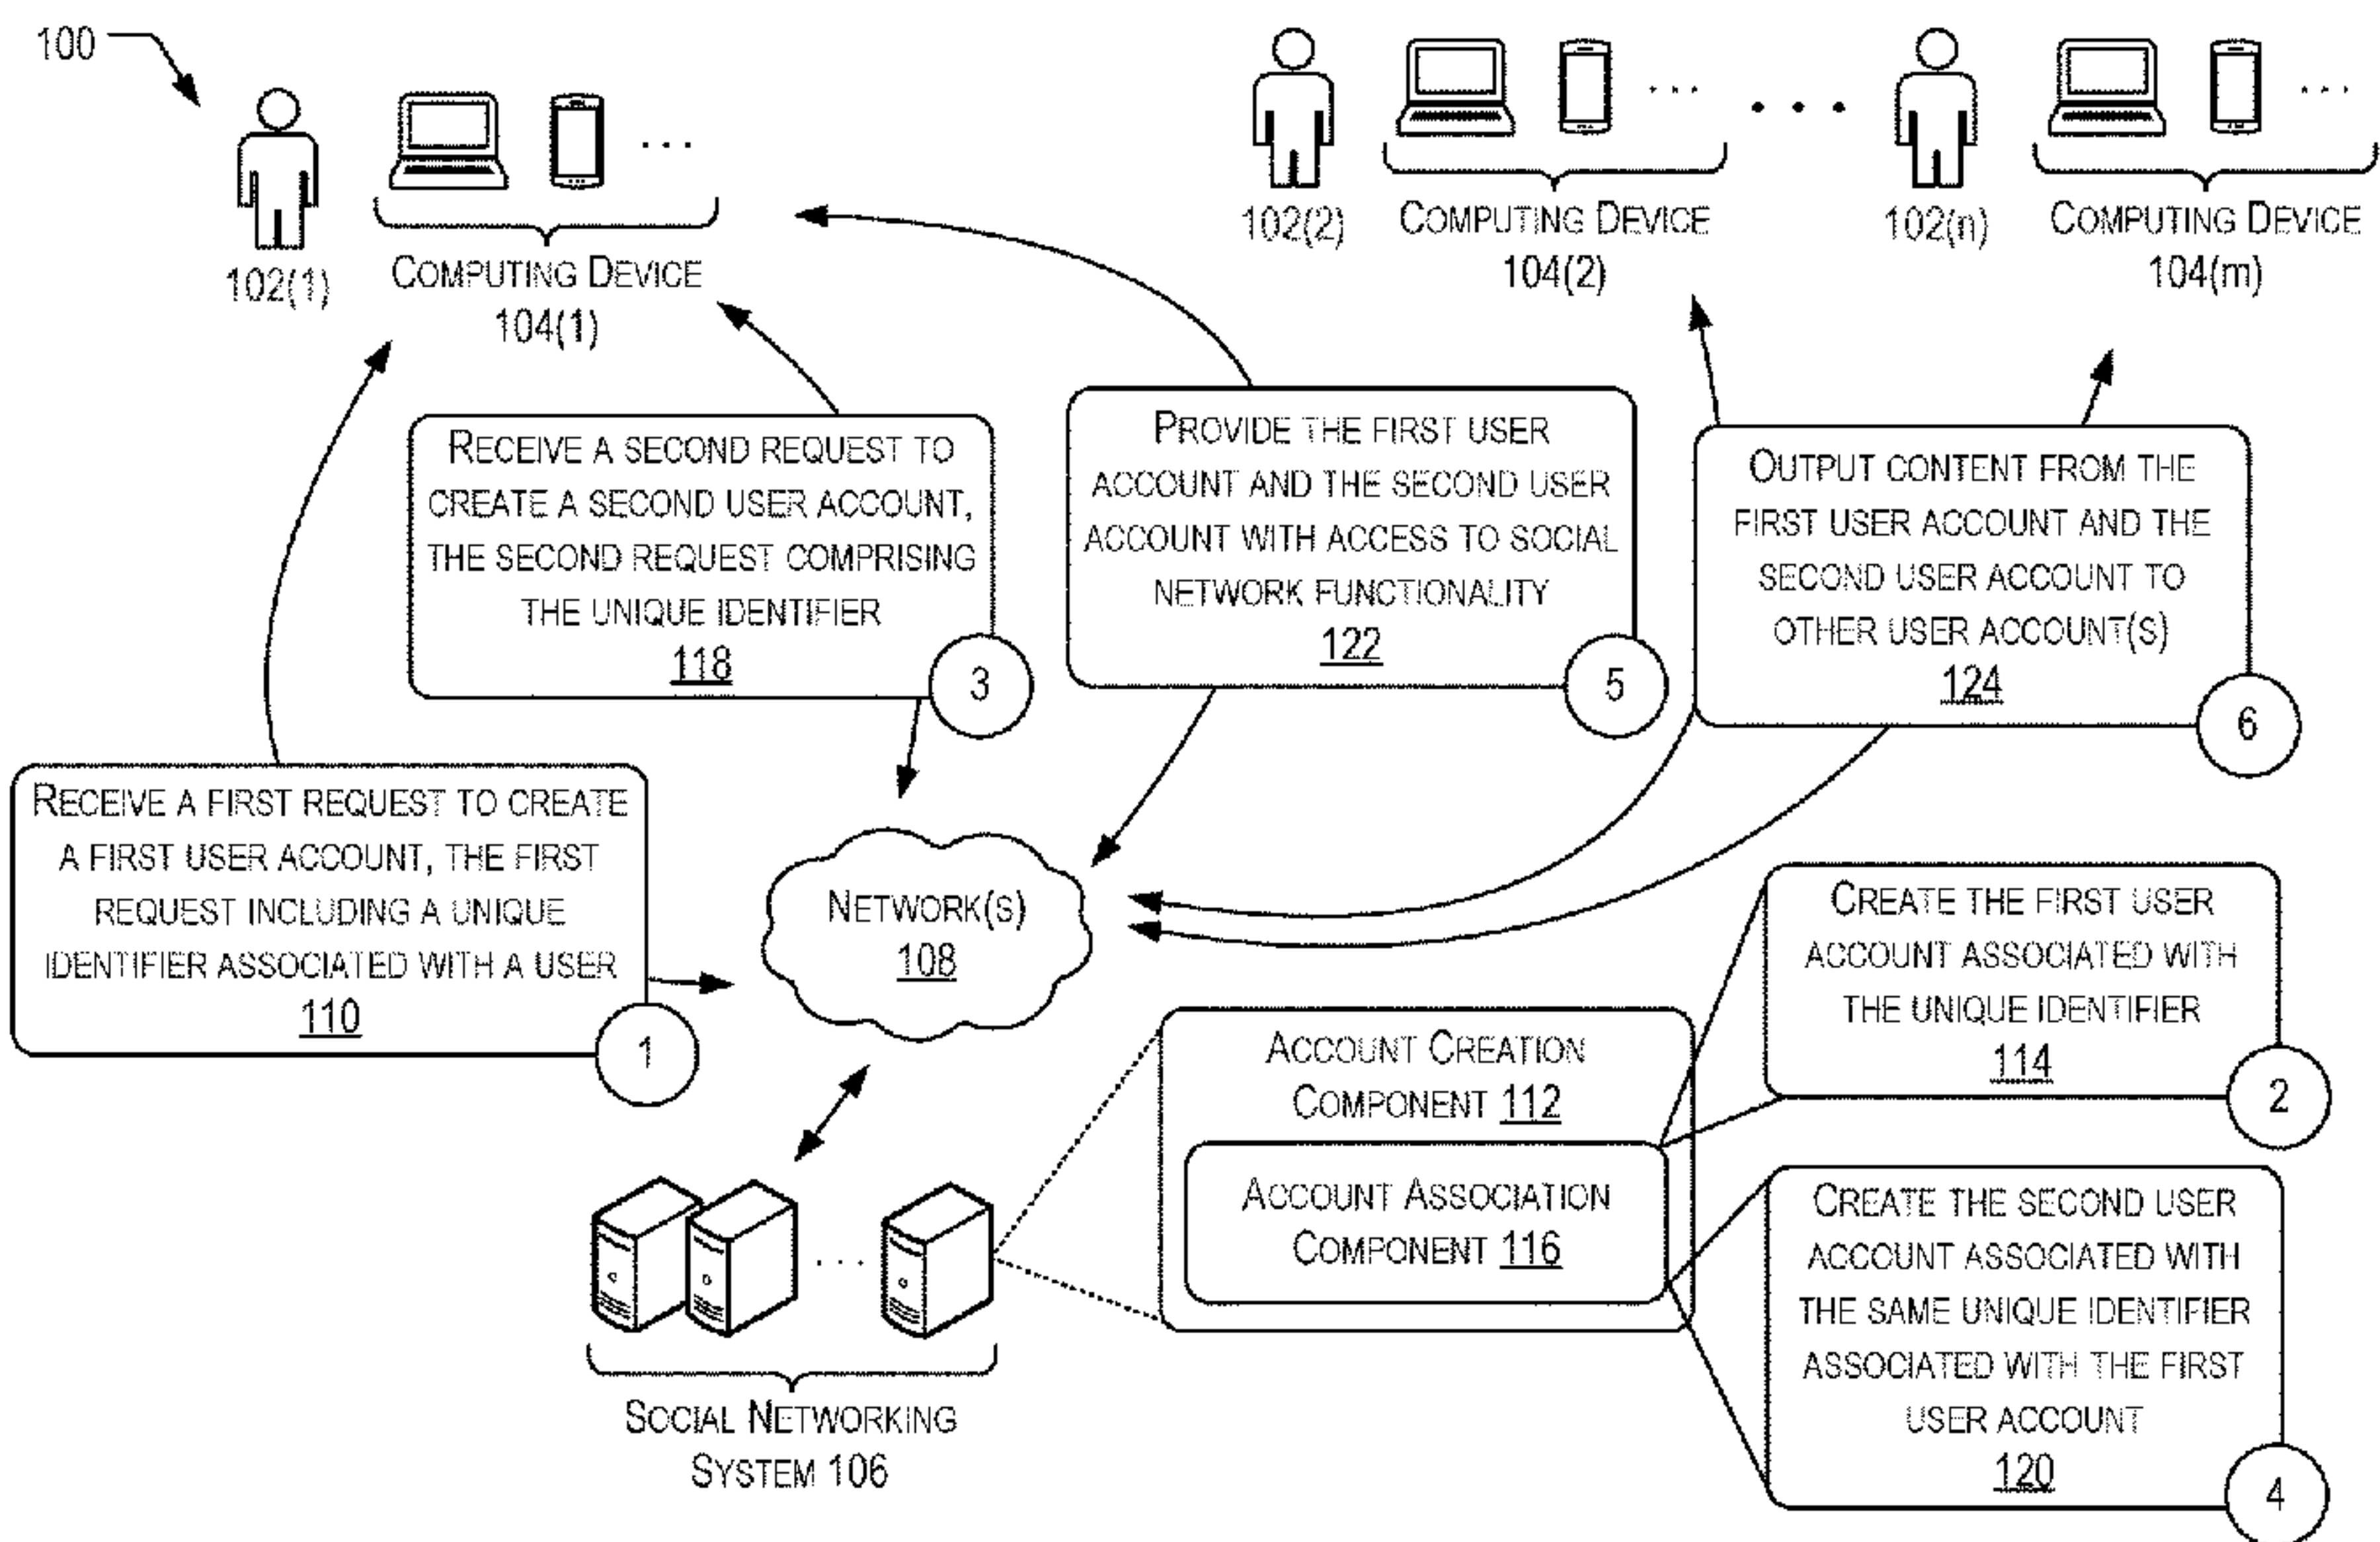 100
102(1)
COMPUTING DEVICE
104(1)
102(2)
COMPUTING DEVICE
104(2)
102(n)
COMPUTING DEVICE
104(m)
RECEIVE A SECOND REQUEST TO
CREATE A SECOND USER ACCOUNT,
THE SECOND REQUEST COMPRISING
THE UNIQUE IDENTIFIER
118
3
PROVIDE THE FIRST USER
ACCOUNT AND THE SECOND USER
ACCOUNT WITH ACCESS TO SOCIAL
NETWORK FUNCTIONALITY
122
5
OUTPUT CONTENT FROM THE
FIRST USER ACCOUNT AND THE
SECOND USER ACCOUNT TO
OTHER USER ACCOUNT(S)
124
6
RECEIVE A FIRST REQUEST TO CREATE
A FIRST USER ACCOUNT, THE FIRST
REQUEST INCLUDING A UNIQUE
IDENTIFIER ASSOCIATED WITH A USER
110
1
NETWORK(S)
108
CREATE THE FIRST USER
ACCOUNT ASSOCIATED WITH
THE UNIQUE IDENTIFIER
114
2
ACCOUNT CREATION
COMPONENT 112
ACCOUNT ASSOCIATION
COMPONENT 116
CREATE THE SECOND USER
ACCOUNT ASSOCIATED WITH
THE SAME UNIQUE IDENTIFIER
ASSOCIATED WITH THE FIRST
USER ACCOUNT
120
4
SOCIAL NETWORKING
SYSTEM 106